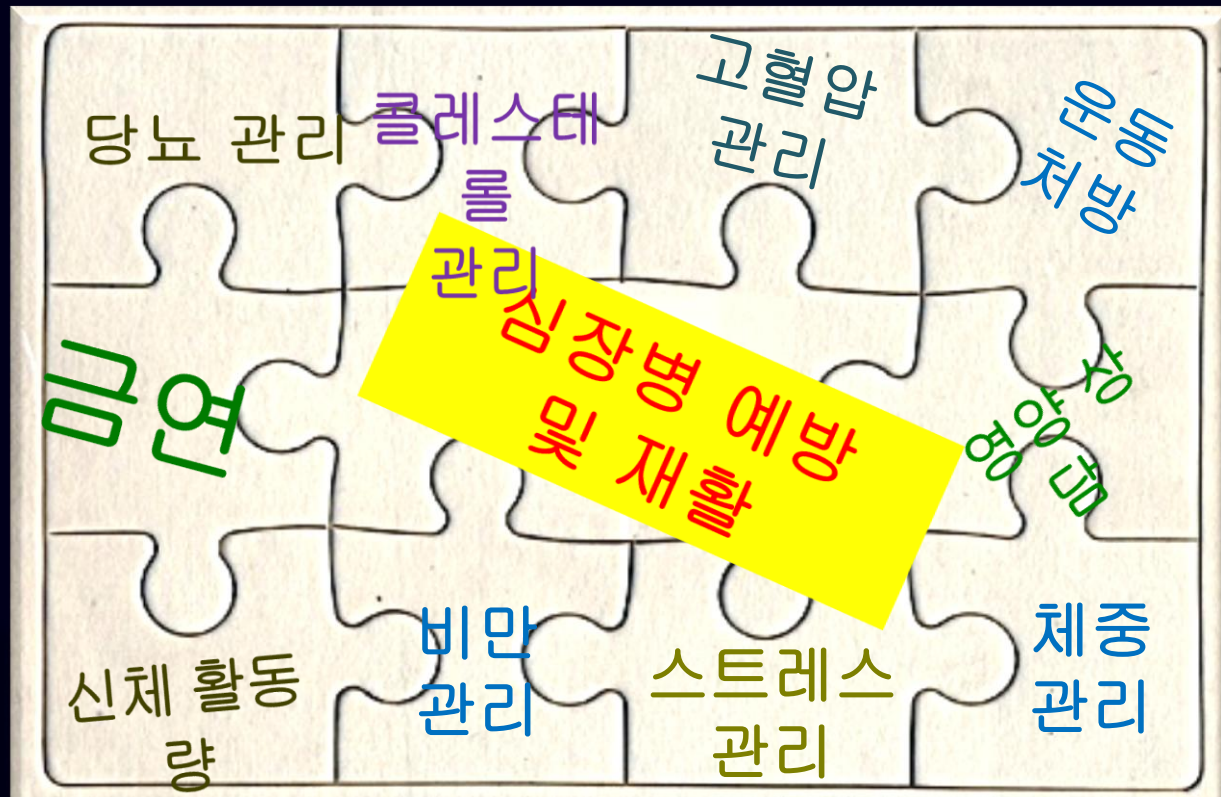 당뇨 관리
콜레스테
롤
관리
고혈압
관리
운동
처방
금연
심장병 예방
및 재활
영양상
담
신체 활동
량
비만
관리
스트레스
관리
체중
관리